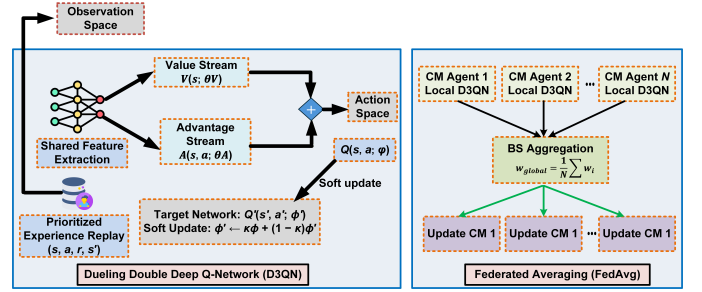 Observation
Space
Value Stream
V(s; θV)
Shared Feature
Extraction
Advantage
Stream
A(s, a; θA)
+
Action
Space
Q(s, a; φ)
Soft update
Prioritized
Experience Replay
(s, a, r, s′)
Target Network: Q′(s′, a′; ϕ′)
Soft Update: ϕ′ ← κϕ + (1 − κ)ϕ′
Dueling Double Deep Q-Network (D3QN)
CM Agent 1
Local D3QN
CM Agent 2
Local D3QN
...
CM Agent N
Local D3QN
BS Aggregation
w_global = 1/N ∑ w_i
Update CM 1
Update CM 1
...
Update CM 1
Federated Averaging (FedAvg)